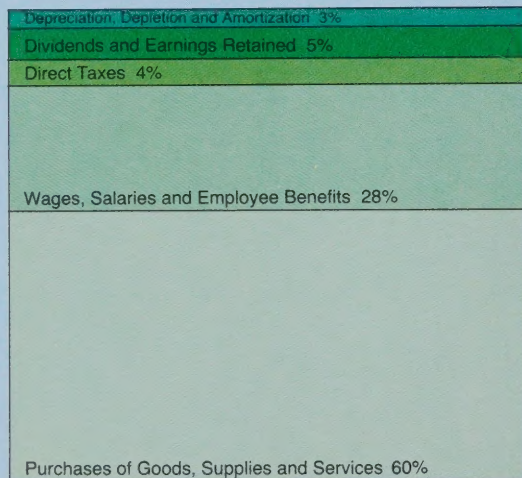 Depreciation, Depletion and Amortization 3%
Dividends and Earnings Retained 5%
Direct Taxes 4%
Wages, Salaries and Employee Benefits 28%
Purchases of Goods, Supplies and Services 60%